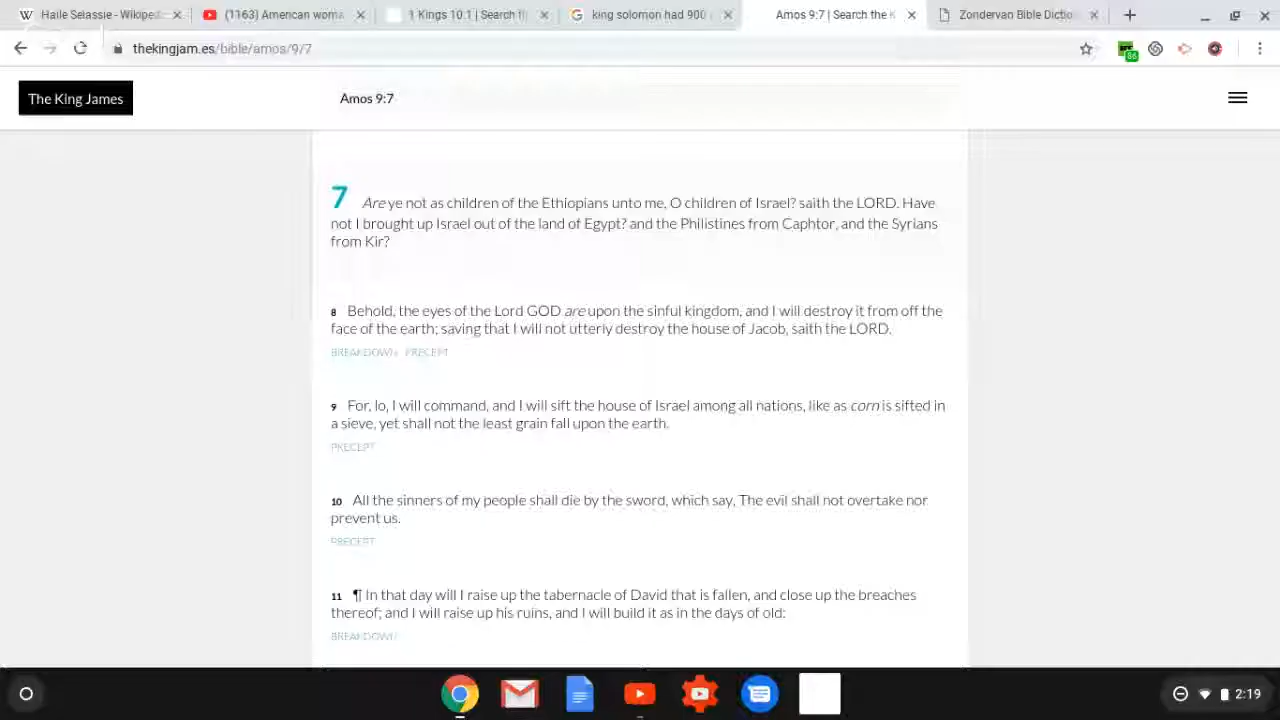 Haile Selassie - Wikiped
(1163) American woma
1 Kings 10:1 | Search t
king solomon had 900
Amos 9:7 | Search the K
Zondervan Bible Dictio
thekingjam.es/bible/amos/9/7
86
The King James
Amos 9:7
7 Are ye not as children of the Ethiopians unto me, O children of Israel? saith the LORD. Have
not I brought up Israel out of the land of Egypt? and the Philistines from Caphtor, and the Syrians
from Kir?
8 Behold, the eyes of the Lord GOD are upon the sinful kingdom, and I will destroy it from off the
face of the earth; saving that I will not utterly destroy the house of Jacob, saith the LORD.
BREAKDOWN PRECEPT
9 For, lo, I will command, and I will sift the house of Israel among all nations, like as corn is sifted in
a sieve, yet shall not the least grain fall upon the earth.
PRECEPT
10 All the sinners of my people shall die by the sword, which say, The evil shall not overtake nor
prevent us.
PRECEPT
11 ¶ In that day will I raise up the tabernacle of David that is fallen, and close up the breaches
thereof; and I will raise up his ruins, and I will build it as in the days of old:
BREAKDOWN
2:19